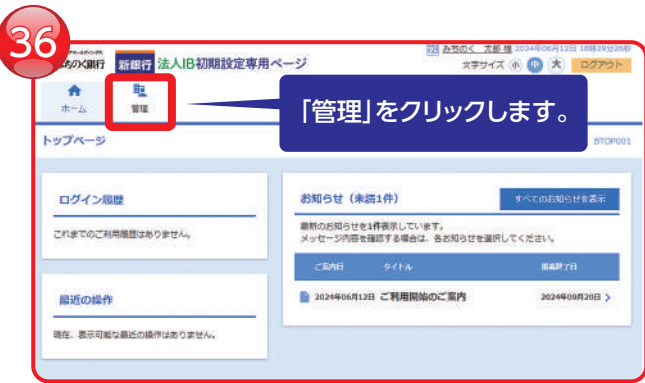 36
みちのく銀行 新銀行 法人IB初期設定専用ページ
みちのく 太郎 様 2024年06月12日 18時29分26秒
文字サイズ 小 中 大 ログアウト
ホーム
管理
「管理」をクリックします。
トップページ
BTOP001
ログイン履歴
これまでのご利用履歴はありません。
最近の操作
現在、表示可能な最近の操作はありません。
お知らせ（未読1件）
すべてのお知らせを表示
最新のお知らせを1件表示しています。
メッセージ内容を確認する場合は、各お知らせを選択してください。
ご案内日 タイトル 掲載終了日
2024年06月12日 ご利用開始のご案内 2024年09月20日